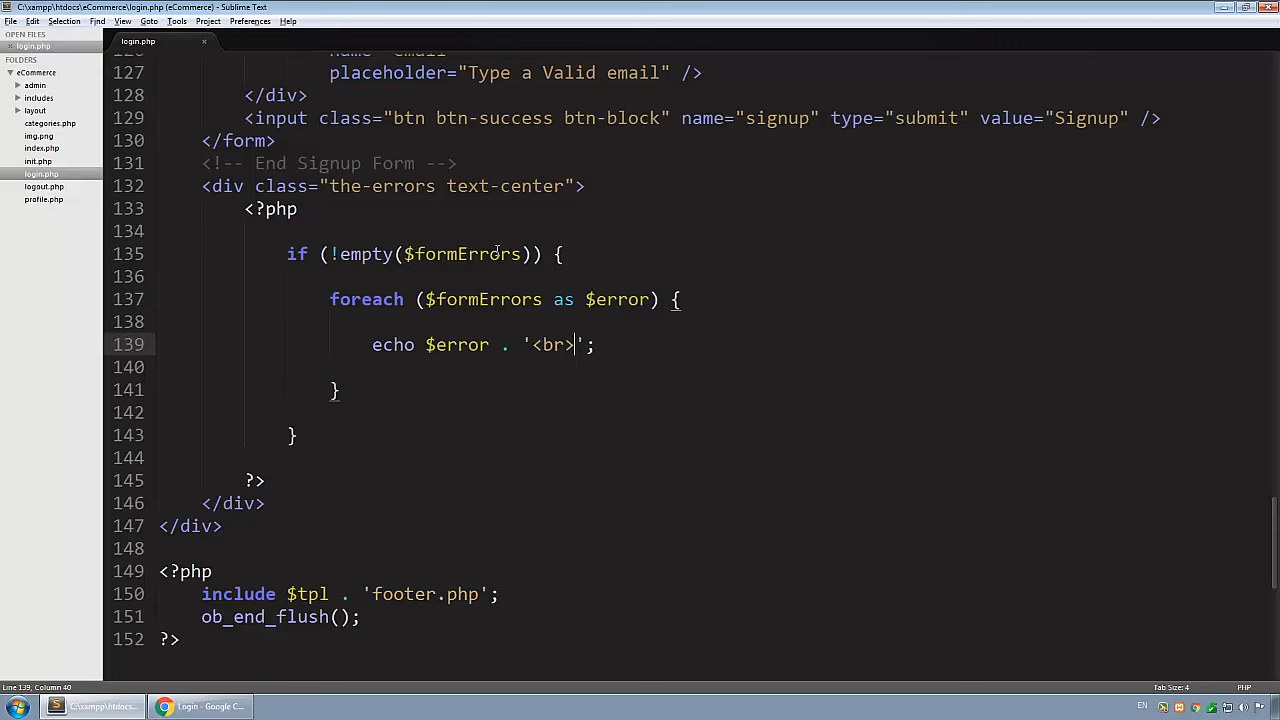 C:\xampp\htdocs\eCommerce\login.php (eCommerce) - Sublime Text
File Edit Selection Find View Goto Tools Project Preferences Help
OPEN FILES
login.php
FOLDERS
eCommerce
admin
includes
layout
categories.php
img.png
index.php
init.php
login.php
logout.php
profile.php
login.php
127 placeholder="Type a Valid email" />
128 </div>
129 <input class="btn btn-success btn-block" name="signup" type="submit" value="Signup" />
130 </form>
131 <!-- End Signup Form -->
132 <div class="the-errors text-center">
133 <?php
134
135 if (!empty($formErrors)) {
136
137 foreach ($formErrors as $error) {
138
139 echo $error . '<br>';
140
141 }
142
143 }
144
145 ?>
146 </div>
147 </div>
148
149 <?php
150 include $tpl . 'footer.php';
151 ob_end_flush();
152 ?>
Line 139, Column 40
Tab Size: 4
PHP
C:\xampp\htdocs...
Login - Google C...
EN